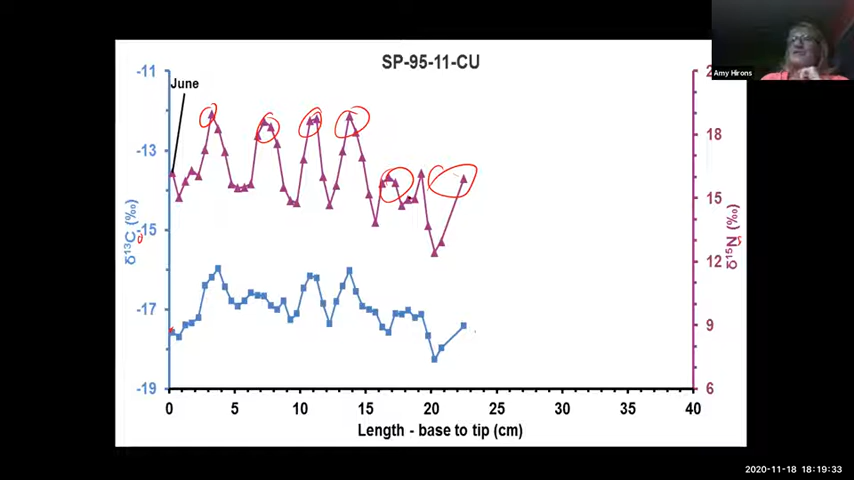 SP-95-11-CU
Amy Hirons
June
-11
-13
-15
-17
-19
δ¹³C (‰)
18
15
12
9
6
δ¹⁵N (‰)
0 5 10 15 20 25 30 35 40
Length - base to tip (cm)
2020-11-18 18:19:33